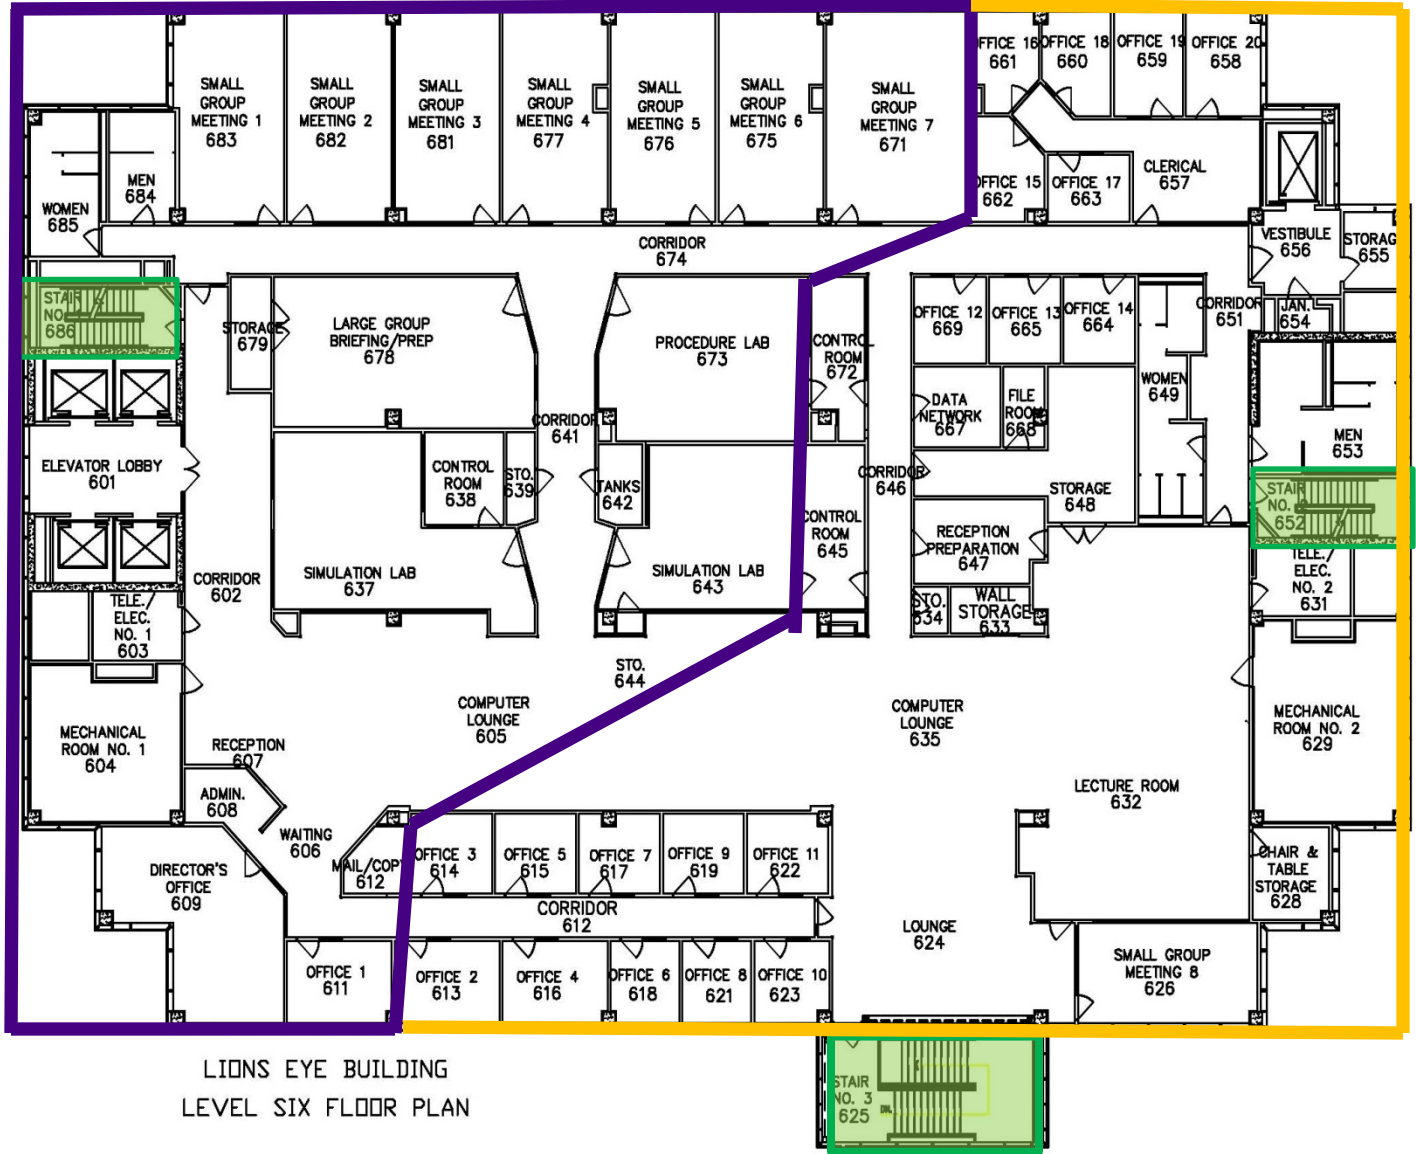 SMALL
GROUP
MEETING 1
683
SMALL
GROUP
MEETING 2
682
SMALL
GROUP
MEETING 3
681
SMALL
GROUP
MEETING 4
677
SMALL
GROUP
MEETING 5
676
SMALL
GROUP
MEETING 6
675
SMALL
GROUP
MEETING 7
671
OFFICE 16
661
OFFICE 18
660
OFFICE 19
659
OFFICE 20
658
MEN
684
WOMEN
685
OFFICE 15
662
OFFICE 17
663
CLERICAL
657
VESTIBULE
656
STORAG
655
CORRIDOR
674
STAIR
NO.
686
STORAGE
679
LARGE GROUP
BRIEFING/PREP
678
PROCEDURE LAB
673
CONTROL
ROOM
672
OFFICE 12
669
OFFICE 13
665
OFFICE 14
664
CORRIDOR
651
JAN.
654
WOMEN
649
DATA
NETWORK
667
FILE
ROOM
668
MEN
653
CORRIDOR
641
ELEVATOR LOBBY
601
CONTROL
ROOM
638
STO.
639
TANKS
642
CORRIDOR
646
STORAGE
648
STAIR
NO.
652
CONTROL
ROOM
645
RECEPTION
PREPARATION
647
SIMULATION LAB
637
SIMULATION LAB
643
CORRIDOR
602
TELE./
ELEC.
NO. 1
603
STO.
634
WALL
STORAGE
633
TELE./
ELEC.
NO. 2
631
STO.
644
COMPUTER
LOUNGE
605
COMPUTER
LOUNGE
635
MECHANICAL
ROOM NO. 1
604
RECEPTION
607
MECHANICAL
ROOM NO. 2
629
ADMIN.
608
LECTURE ROOM
632
WAITING
606
MAIL/COPY
612
OFFICE 3
614
OFFICE 5
615
OFFICE 7
617
OFFICE 9
619
OFFICE 11
622
DIRECTOR'S
OFFICE
609
CHAIR &
TABLE
STORAGE
628
CORRIDOR
612
LOUNGE
624
OFFICE 1
611
OFFICE 2
613
OFFICE 4
616
OFFICE 6
618
OFFICE 8
621
OFFICE 10
623
SMALL GROUP
MEETING 8
626
STAIR
NO. 3
625
DN.
LIONS EYE BUILDING
LEVEL SIX FLOOR PLAN